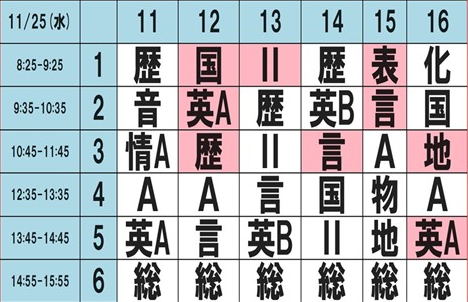 11/25(水) 11 12 13 14 15 16
8:25-9:25 1 歴 国 II 歴 表 化
9:35-10:35 2 音 英A 歴 英B 言 国
10:45-11:45 3 情A 歴 II 言 A 地
12:35-13:35 4 A A 言 国 物 A
13:45-14:45 5 英A 言 英B II 地 英A
14:55-15:55 6 総 総 総 総 総 総